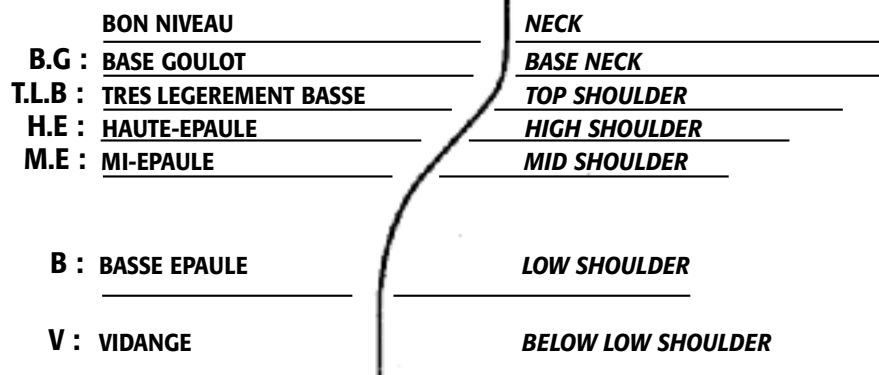 BON NIVEAU NECK
B.G : BASE GOULOT BASE NECK
T.L.B : TRES LEGEREMENT BASSE TOP SHOULDER
H.E : HAUTE-EPAULE HIGH SHOULDER
M.E : MI-EPAULE MID SHOULDER
B : BASSE EPAULE LOW SHOULDER
V : VIDANGE BELOW LOW SHOULDER